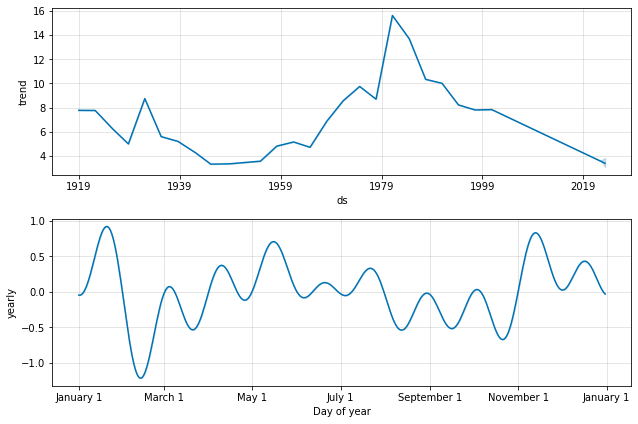 16
14
12
10
8
6
4
trend
1919 1939 1959 1979 1999 2019
ds
1.0
0.5
0.0
−0.5
−1.0
yearly
January 1 March 1 May 1 July 1 September 1 November 1 January 1
Day of year